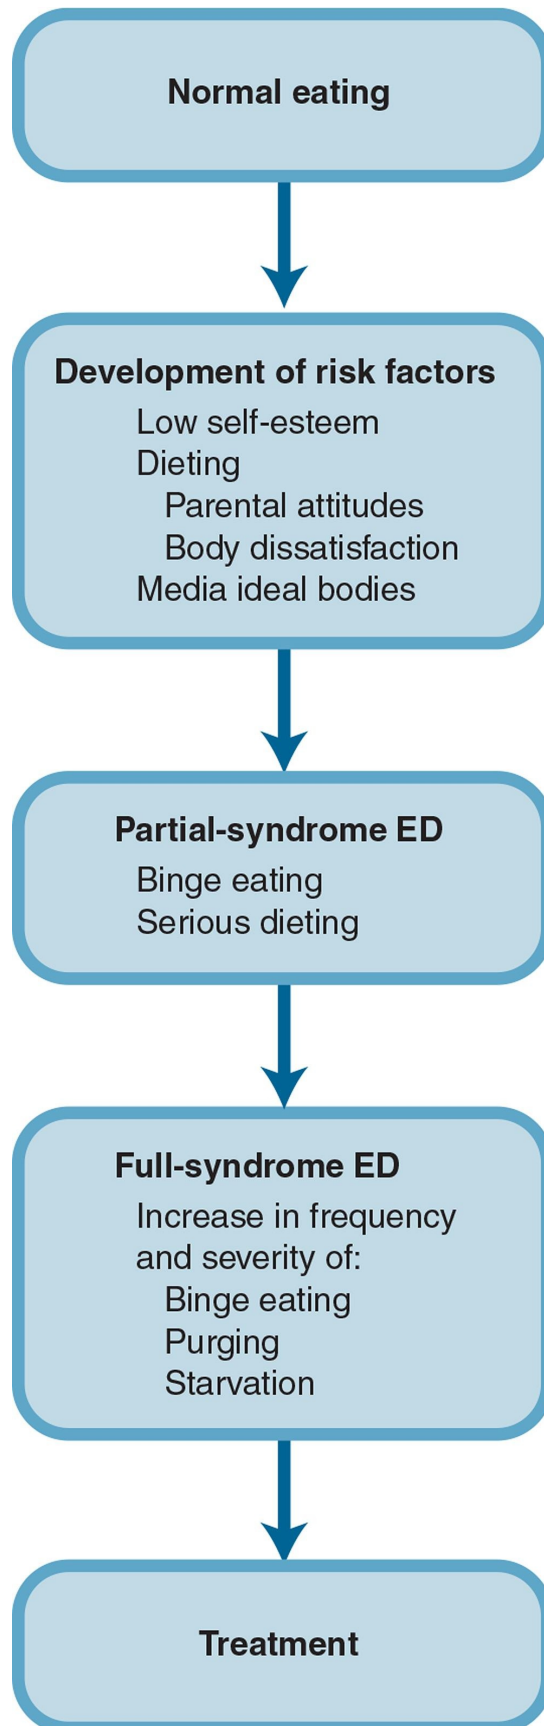 Normal eating
Development of risk factors
Low self-esteem
Dieting
Parental attitudes
Body dissatisfaction
Media ideal bodies
Partial-syndrome ED
Binge eating
Serious dieting
Full-syndrome ED
Increase in frequency
and severity of:
Binge eating
Purging
Starvation
Treatment